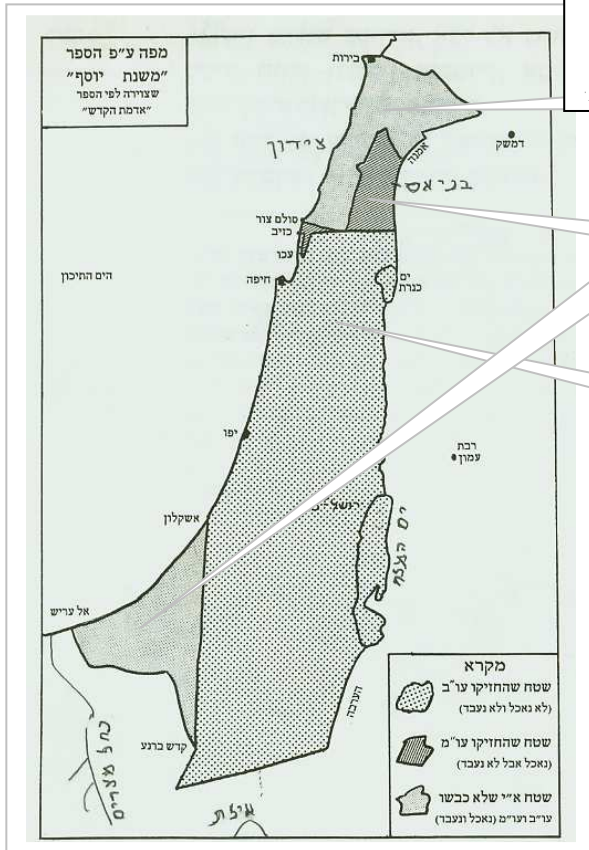 מפה ע״פ הספר
״משנת יוסף״
שצוירה לפי הספר
״אדמת הקדש״
בירות
דמשק
אמנה
צידון
בניאס
סולם צור
כזיב
עכו
חיפה
ים
כנרת
הים התיכון
יפו
רבת
עמון
אשקלון
ים המלח
אל עריש
הערבה
קדש ברנע
נחל מצרים
אילת
מקרא
שטח שהחזיקו עו״ב
(לא נאכל ולא נעבד)
שטח שהחזיקו עו״מ
(נאכל אבל לא נעבד)
שטח א״י שלא כבשו
עו״ב ועו״מ (נאכל ונעבד)